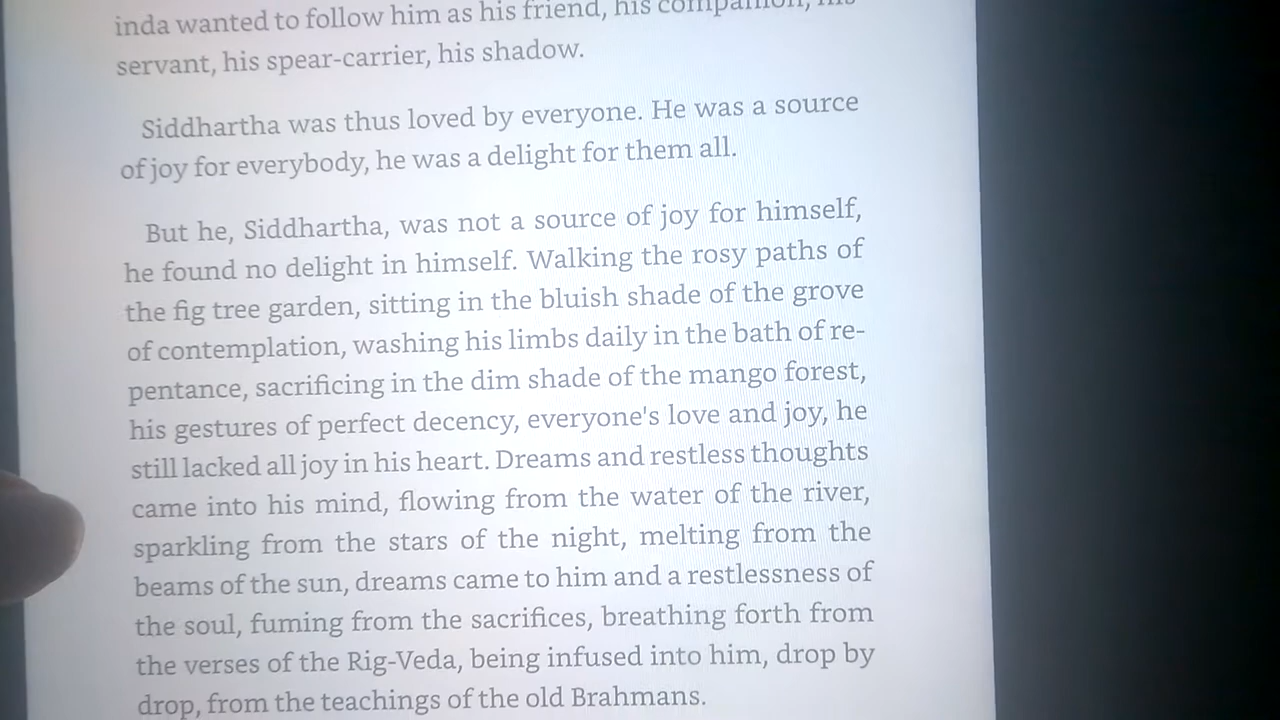 inda wanted to follow him as his friend, his companion, his
servant, his spear-carrier, his shadow.
Siddhartha was thus loved by everyone. He was a source
of joy for everybody, he was a delight for them all.
But he, Siddhartha, was not a source of joy for himself,
he found no delight in himself. Walking the rosy paths of
the fig tree garden, sitting in the bluish shade of the grove
of contemplation, washing his limbs daily in the bath of re-
pentance, sacrificing in the dim shade of the mango forest,
his gestures of perfect decency, everyone's love and joy, he
still lacked all joy in his heart. Dreams and restless thoughts
came into his mind, flowing from the water of the river,
sparkling from the stars of the night, melting from the
beams of the sun, dreams came to him and a restlessness of
the soul, fuming from the sacrifices, breathing forth from
the verses of the Rig-Veda, being infused into him, drop by
drop, from the teachings of the old Brahmans.